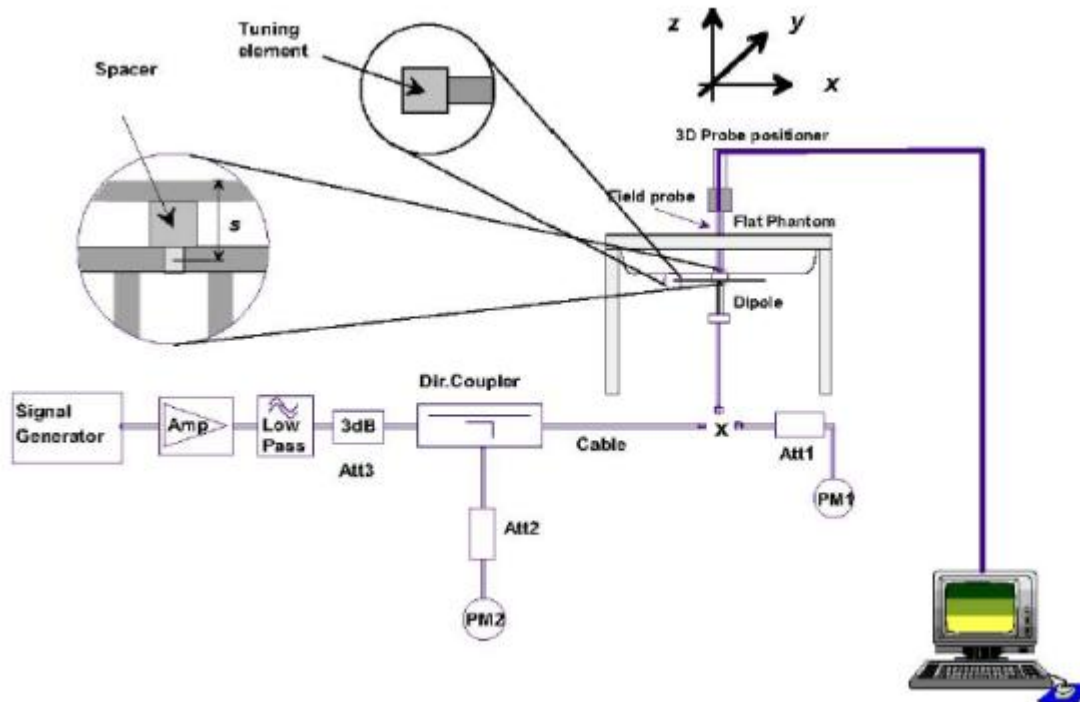 Tuning
element
Spacer
z
y
x
3D Probe positioner
Field probe
Flat Phantom
s
Dipole
Dir.Coupler
Signal
Generator
Amp
Low
Pass
3dB
Att3
Cable
x
Att1
PM1
Att2
PM2